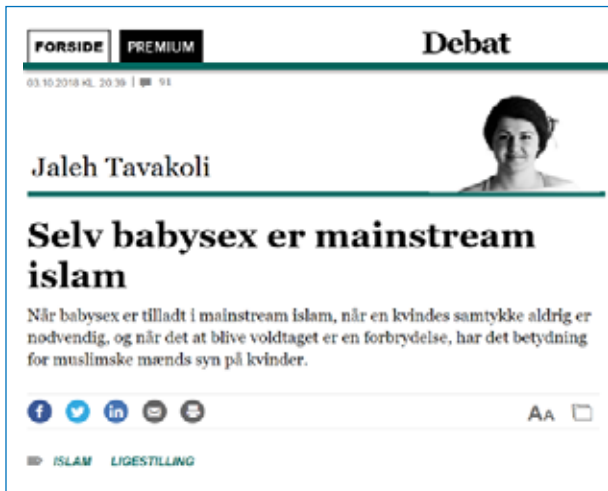 FORSIDE PREMIUM Debat
03.10.2018 KL. 20:39 | 91
Jaleh Tavakoli
Selv babysex er mainstream
islam
Når babysex er tilladt i mainstream islam, når en kvindes samtykke aldrig er
nødvendig, og når det at blive voldtaget er en forbrydelse, har det betydning
for muslimske mænds syn på kvinder.
AA
ISLAM LIGESTILLING